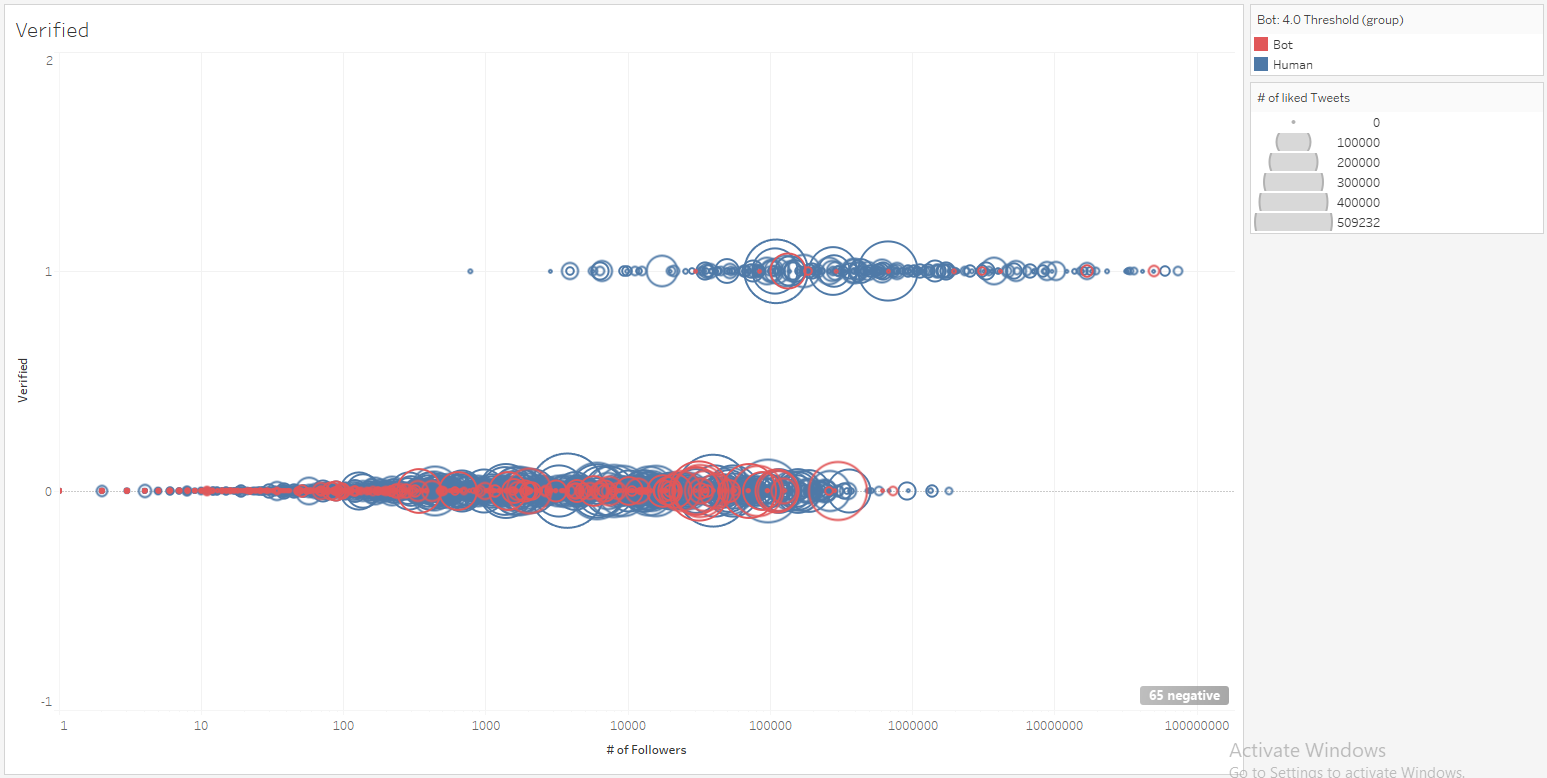 Verified
Bot: 4.0 Threshold (group)
Bot
Human
# of liked Tweets
0
100000
200000
300000
400000
509232
2
1
0
-1
Verified
65 negative
1 10 100 1000 10000 100000 1000000 10000000 100000000
# of Followers
Activate Windows
Go to Settings to activate Windows.